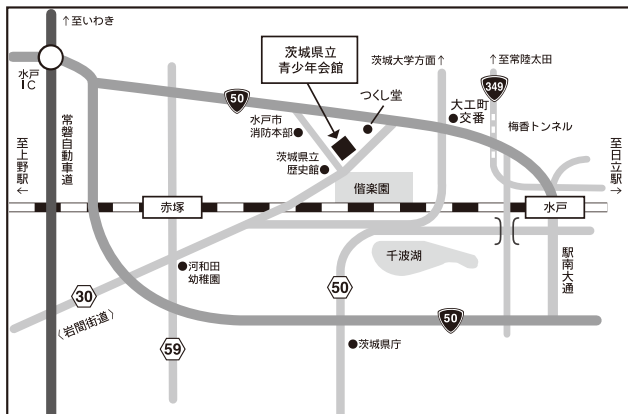 ↑至いわき
水戸
IC
茨城県立
青少年会館
茨城大学方面↑
↑至常陸太田
349
50
つくし堂
大工町
交番
水戸市
消防本部
梅香トンネル
茨城県立
歴史館
至上野駅
↓
常磐自動車道
偕楽園
至日立駅
↓
赤塚
水戸
千波湖
河和田
幼稚園
駅南大通
30
50
〈岩間街道〉
50
59
茨城県庁